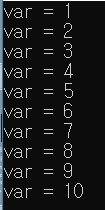 var = 1
var = 2
var = 3
var = 4
var = 5
var = 6
var = 7
var = 8
var = 9
var = 10